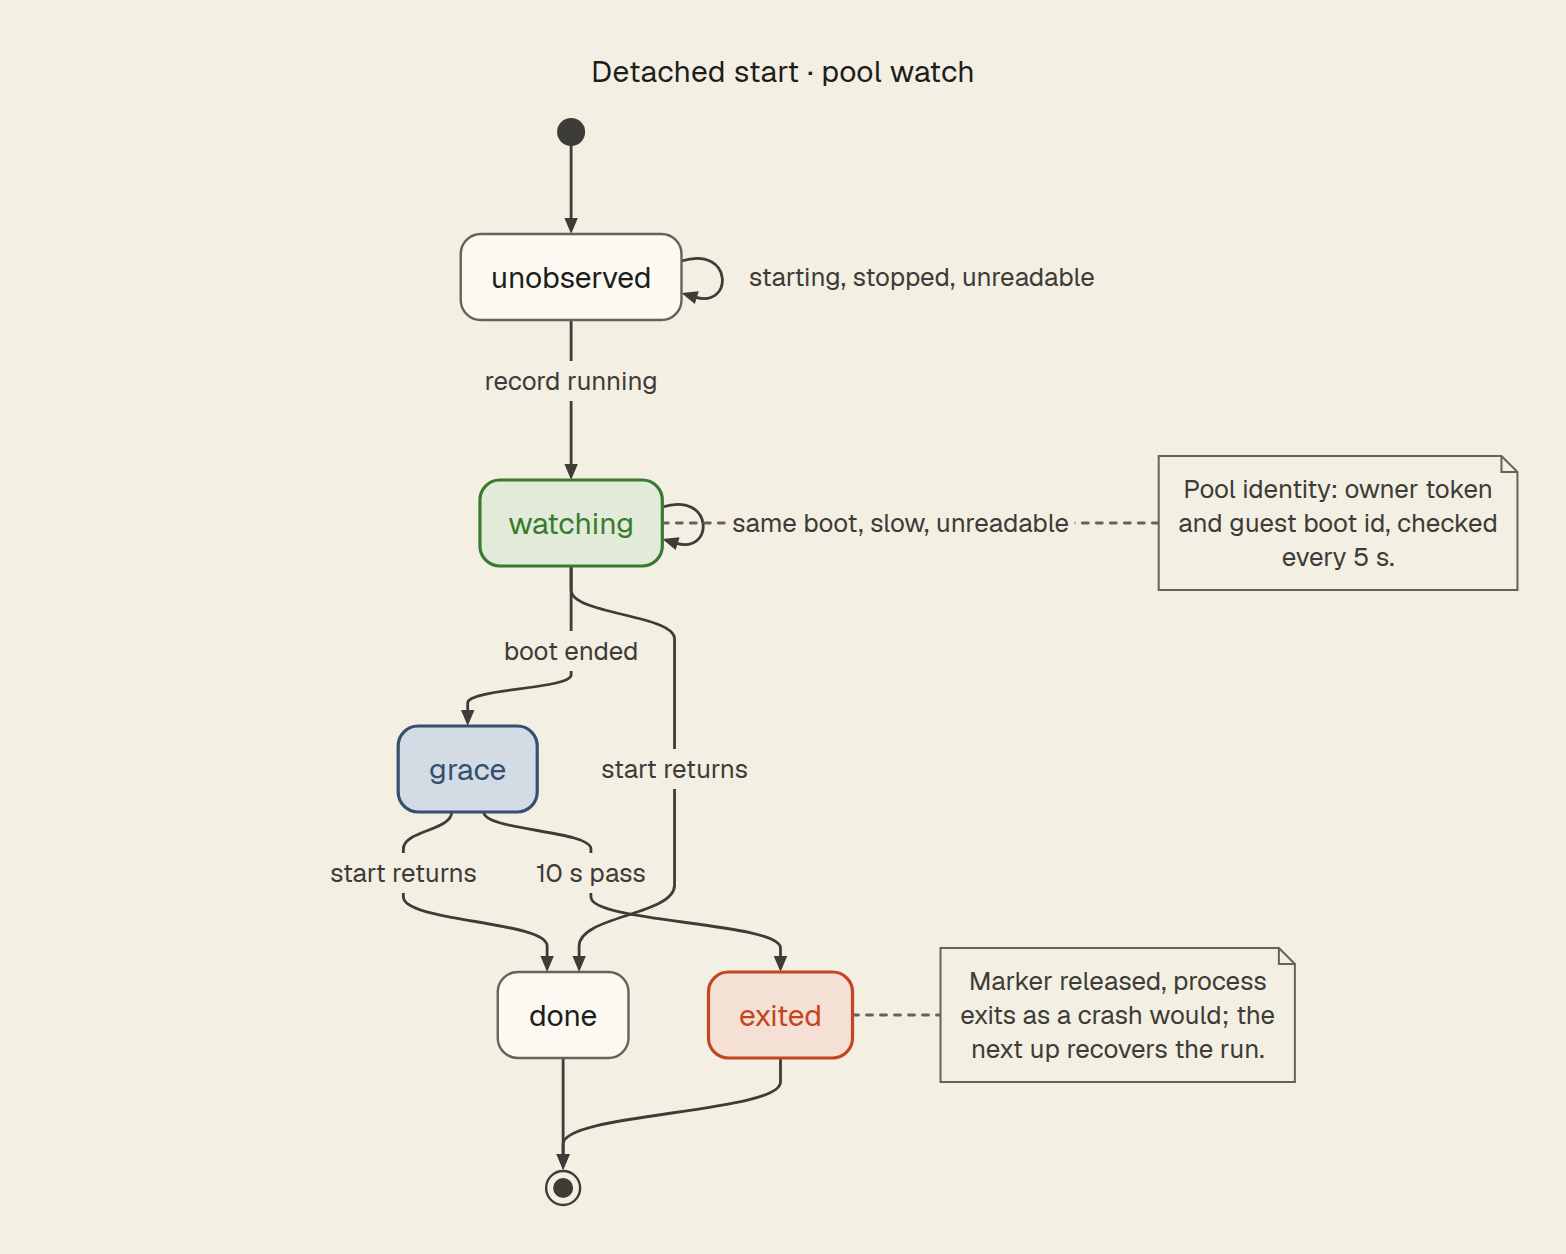 Detached start · pool watch
unobserved
starting, stopped, unreadable
record running
watching
same boot, slow, unreadable
Pool identity: owner token
and guest boot id, checked
every 5 s.
boot ended
grace
start returns
start returns
10 s pass
done
exited
Marker released, process
exits as a crash would; the
next up recovers the run.